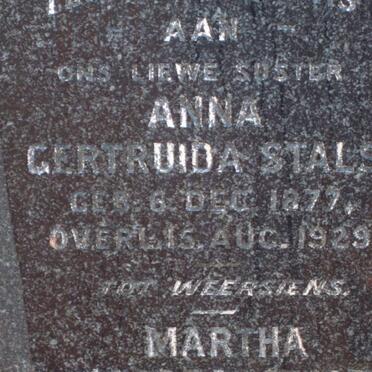 AAN
ONS LIEWE SUSTER
ANNA
GERTRUIDA STALS
GEB. 6. DEC. 1877,
OVERL. 15. AUG. 1929
TOT WEERSIENS.
MARTHA